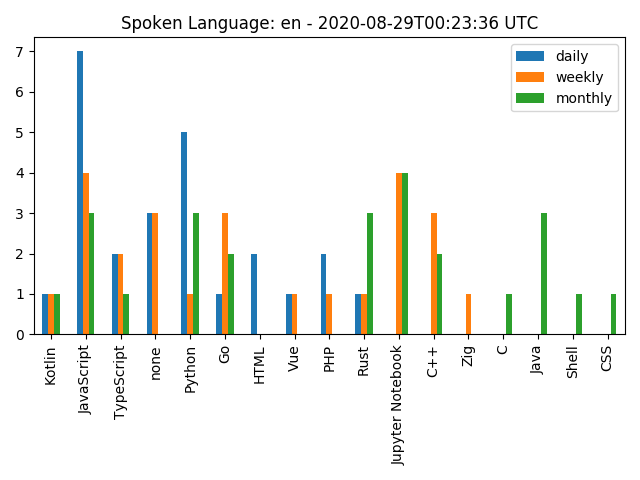 Spoken Language: en - 2020-08-29T00:23:36 UTC
daily
weekly
monthly
7
6
5
4
3
2
1
0
Kotlin
JavaScript
TypeScript
none
Python
Go
HTML
Vue
PHP
Rust
Jupyter Notebook
C++
Zig
C
Java
Shell
CSS